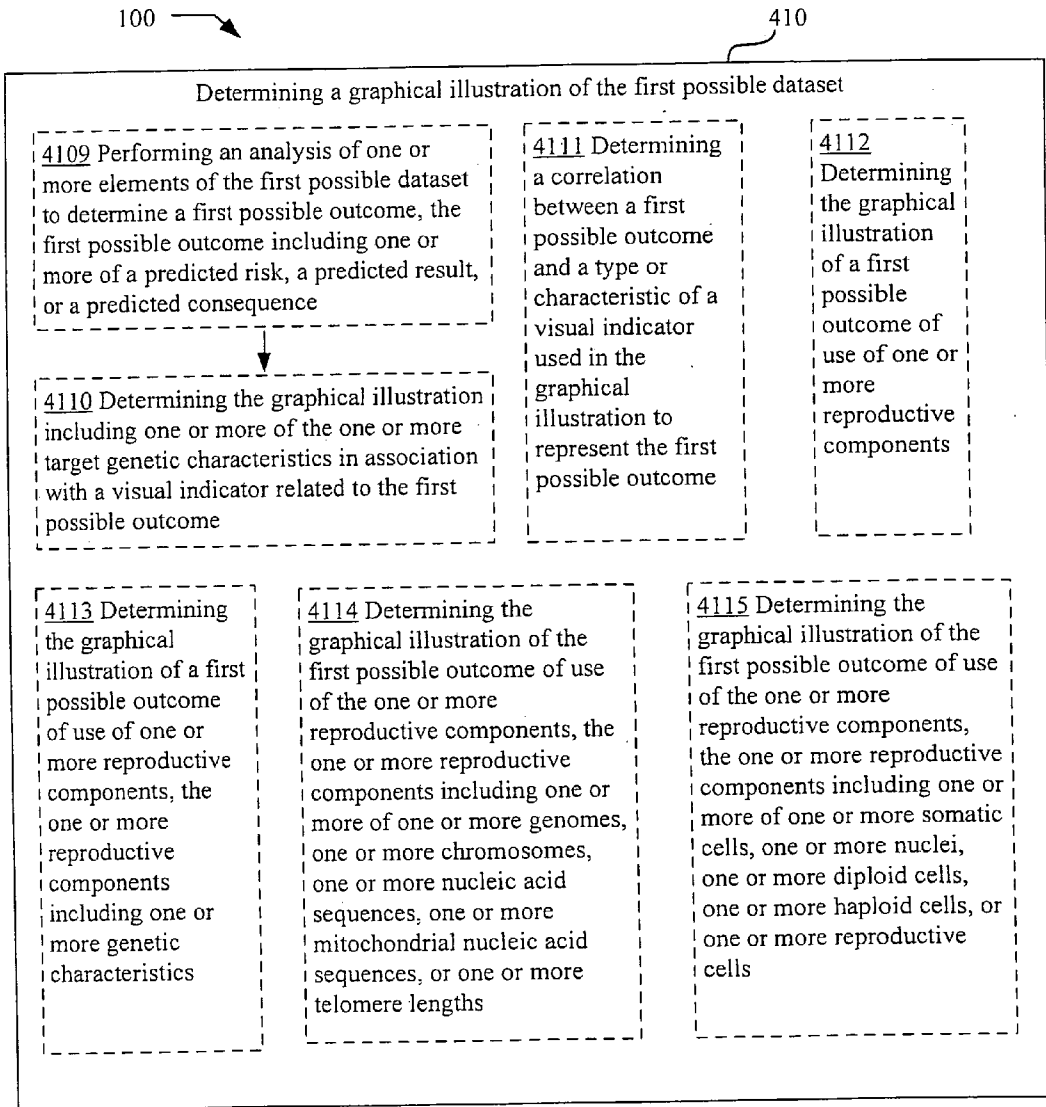 100
410
Determining a graphical illustration of the first possible dataset
4109 Performing an analysis of one or
more elements of the first possible dataset
to determine a first possible outcome, the
first possible outcome including one or
more of a predicted risk, a predicted result,
or a predicted consequence
4110 Determining the graphical illustration
including one or more of the one or more
target genetic characteristics in association
with a visual indicator related to the first
possible outcome
4111 Determining
a correlation
between a first
possible outcome
and a type or
characteristic of a
visual indicator
used in the
graphical
illustration to
represent the first
possible outcome
4112
Determining
the graphical
illustration
of a first
possible
outcome of
use of one or
more
reproductive
components
4113 Determining
the graphical
illustration of a first
possible outcome
of use of one or
more reproductive
components, the
one or more
reproductive
components
including one or
more genetic
characteristics
4114 Determining the
graphical illustration of the
first possible outcome of use
of the one or more
reproductive components, the
one or more reproductive
components including one or
more of one or more genomes,
one or more chromosomes,
one or more nucleic acid
sequences, one or more
mitochondrial nucleic acid
sequences, or one or more
telomere lengths
4115 Determining the
graphical illustration of the
first possible outcome of use
of the one or more
reproductive components,
the one or more reproductive
components including one or
more of one or more somatic
cells, one or more nuclei,
one or more diploid cells,
one or more haploid cells, or
one or more reproductive
cells